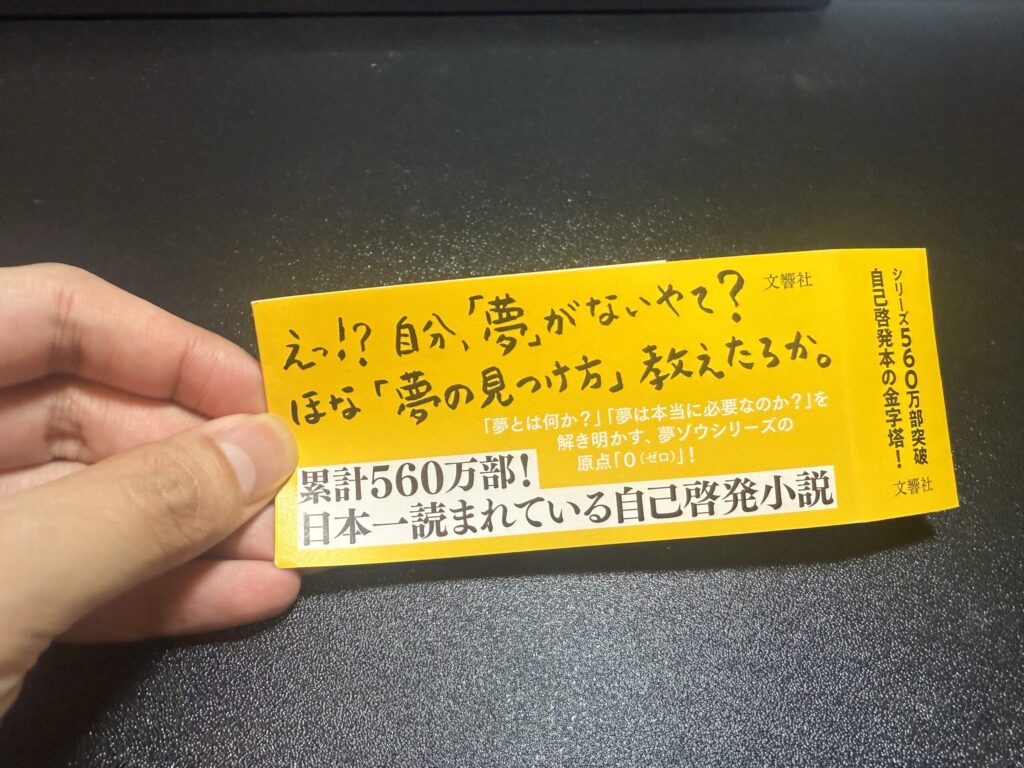 えっ!? 自分、「夢」がないやて?
ほな「夢の見つけ方」教えたろか。
文響社
「夢とは何か?」「夢は本当に必要なのか?」を
解き明かす、夢ゾウシリーズの
原点「0(ゼロ)」!
累計560万部!
日本一読まれている自己啓発小説
シリーズ560万部突破
自己啓発本の金字塔!
文響社